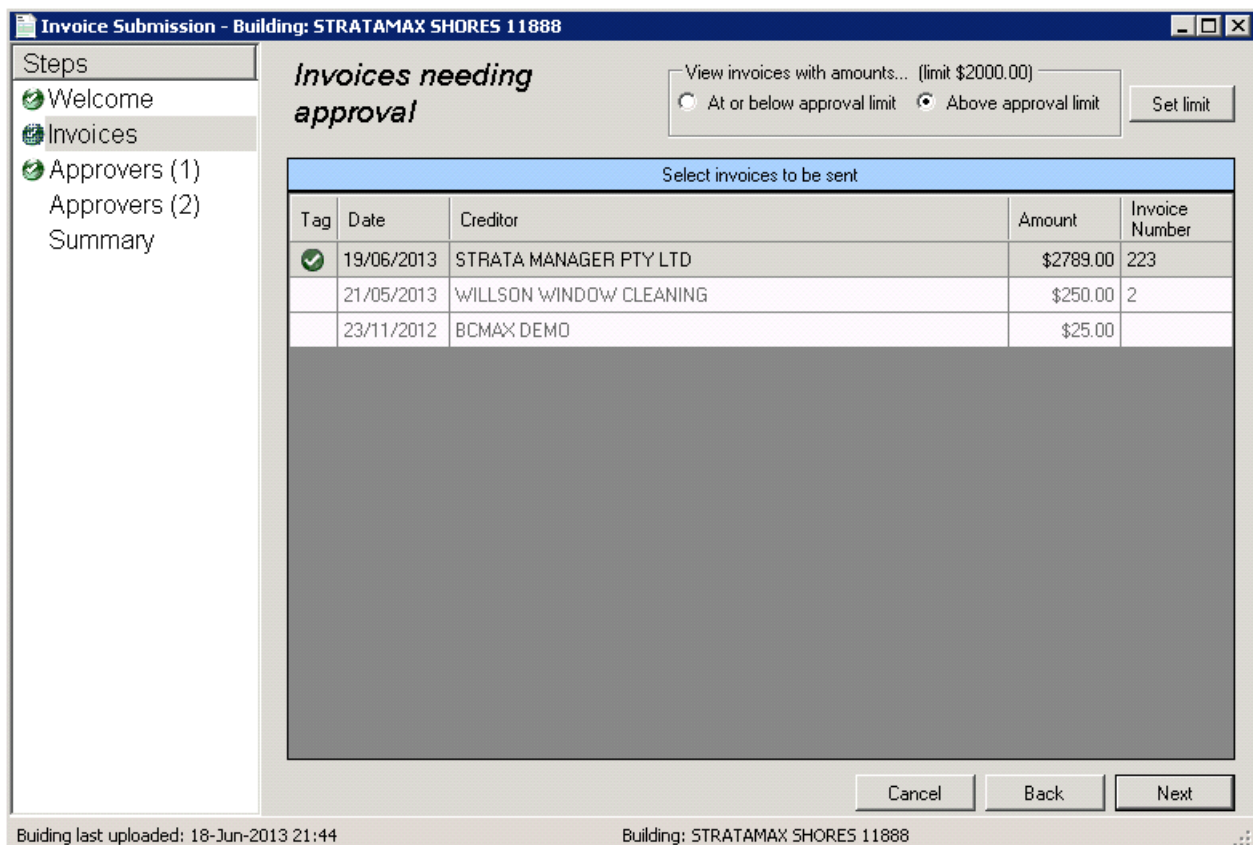 Invoice Submission - Building: STRATAMAX SHORES 11888
Steps
Welcome
Invoices
Approvers (1)
Approvers (2)
Summary
Invoices needing
approval
View invoices with amounts... (limit $2000.00)
At or below approval limit Above approval limit
Set limit
Select invoices to be sent
Tag Date Creditor Amount Invoice Number
19/06/2013 STRATA MANAGER PTY LTD $2789.00 223
21/05/2013 WILLSON WINDOW CLEANING $250.00 2
23/11/2012 BCMAX DEMO $25.00
Cancel Back Next
Buiding last uploaded: 18-Jun-2013 21:44 Building: STRATAMAX SHORES 11888